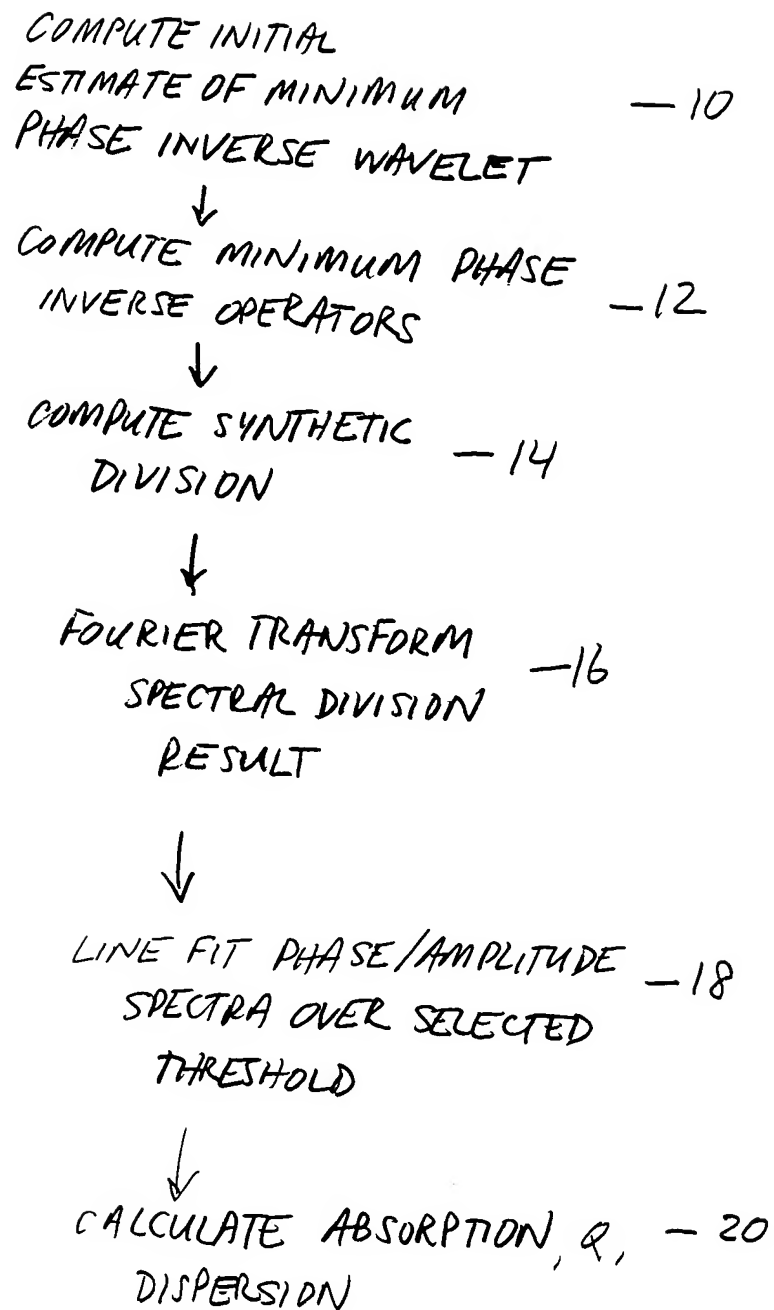 COMPUTE INITIAL
ESTIMATE OF MINIMUM — 10
PHASE INVERSE WAVELET
↓
COMPUTE MINIMUM PHASE
INVERSE OPERATORS — 12
↓
COMPUTE SYNTHETIC — 14
DIVISION
↓
FOURIER TRANSFORM — 16
SPECTRAL DIVISION
RESULT
↓
LINE FIT PHASE/AMPLITUDE — 18
SPECTRA OVER SELECTED
THRESHOLD
↓
CALCULATE ABSORPTION, Q, — 20
DISPERSION